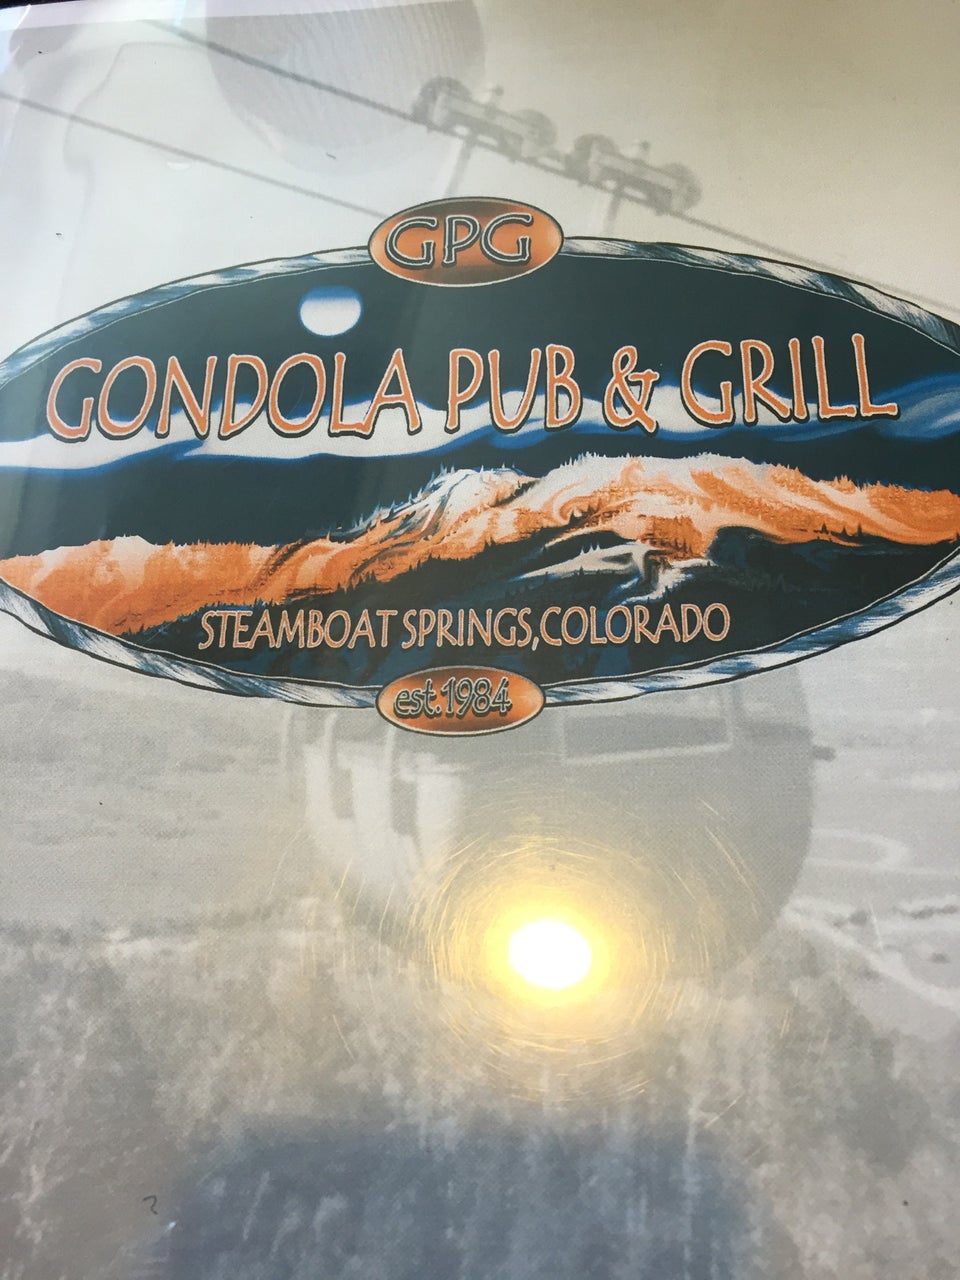 GPG
GONDOLA PUB & GRILL
STEAMBOAT SPRINGS,COLORADO
est.1984